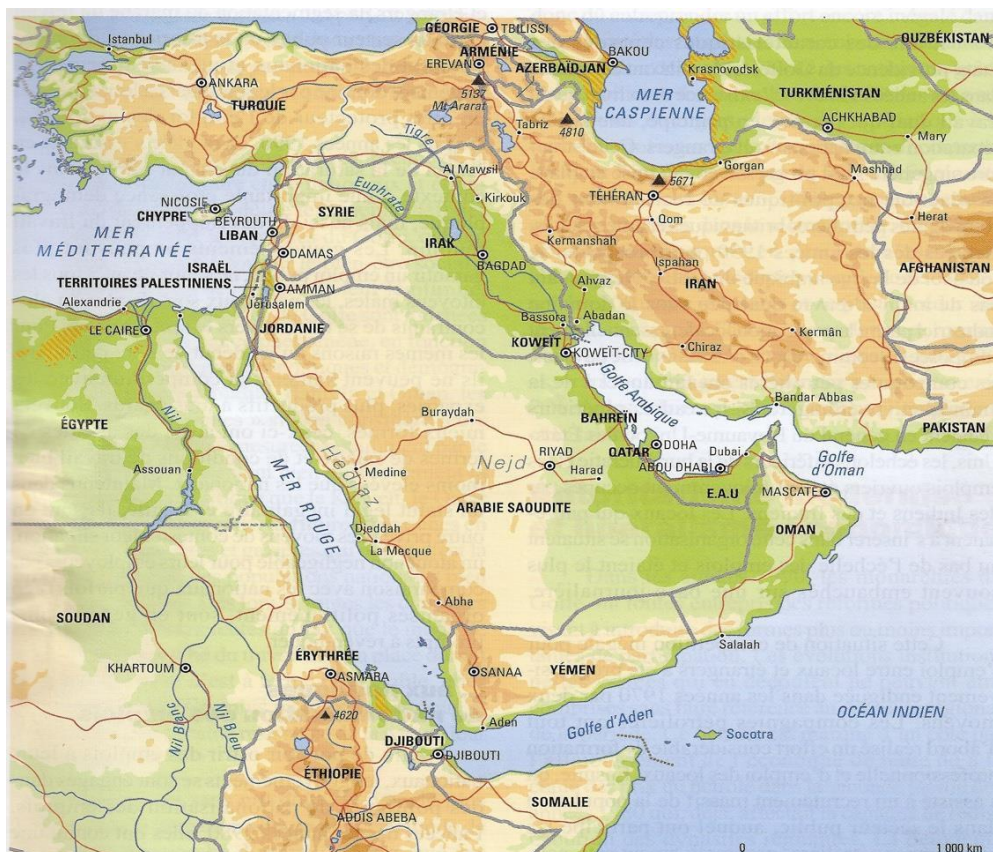 GÉORGIE
TBILISSI
OUZBÉKISTAN
Istanbul
ARMÉNIE
EREVAN
BAKOU
AZERBAÏDJAN
Krasnovodsk
ANKARA
5137
Mt Ararat
MER
CASPIENNE
TURKMÉNISTAN
TURQUIE
Tigre
Tabriz
4810
ACHKHABAD
Mary
Gorgan
Mashhad
Al Mawsil
5671
Euphrate
Kirkouk
TÉHÉRAN
NICOSIE
CHYPRE
SYRIE
Qom
Herat
BEYROUTH
LIBAN
MER
MÉDITERRANÉE
IRAK
Kermanshah
DAMAS
BAGDAD
AFGHANISTAN
ISRAËL
TERRITOIRES PALESTINIENS
Ispahan
IRAN
AMMAN
Ahvaz
Alexandrie
Jérusalem
Bassora
Abadan
LE CAIRE
JORDANIE
Kermân
KOWEÏT
Chiraz
KOWEÏT-CITY
Golfe Arabique
Bandar Abbas
ÉGYPTE
Nil
Buraydah
BAHREÏN
PAKISTAN
DOHA
QATAR
Dubaï
Golfe
d'Oman
Assouan
Hedjaz
Medine
Nejd
RIYAD
Harad
ABOU DHABI
MER ROUGE
E.A.U
MASCATE
ARABIE SAOUDITE
OMAN
Djeddah
La Mecque
SOUDAN
Abha
Salalah
ÉRYTHRÉE
KHARTOUM
ASMARA
SANAA
YÉMEN
Nil Blanc
Nil Bleu
4620
Aden
Golfe d'Aden
OCÉAN INDIEN
Socotra
DJIBOUTI
DJIBOUTI
ÉTHIOPIE
SOMALIE
ADDIS ABEBA
0 1 000 km